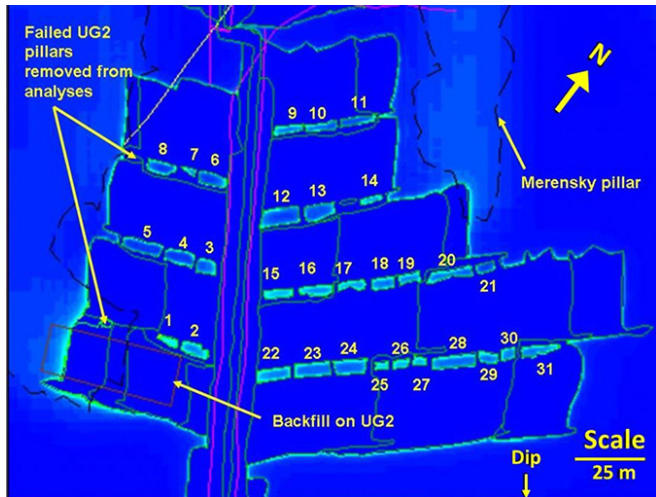 Failed UG2
pillars
removed from
analyses
N
9 10 11
8 7 6
Merensky pillar
12 13 14
5 4 3
15 16 17 18 19 20 21
1 2
22 23 24 25 26 27 28 29 30 31
Backfill on UG2
Scale
25 m
Dip